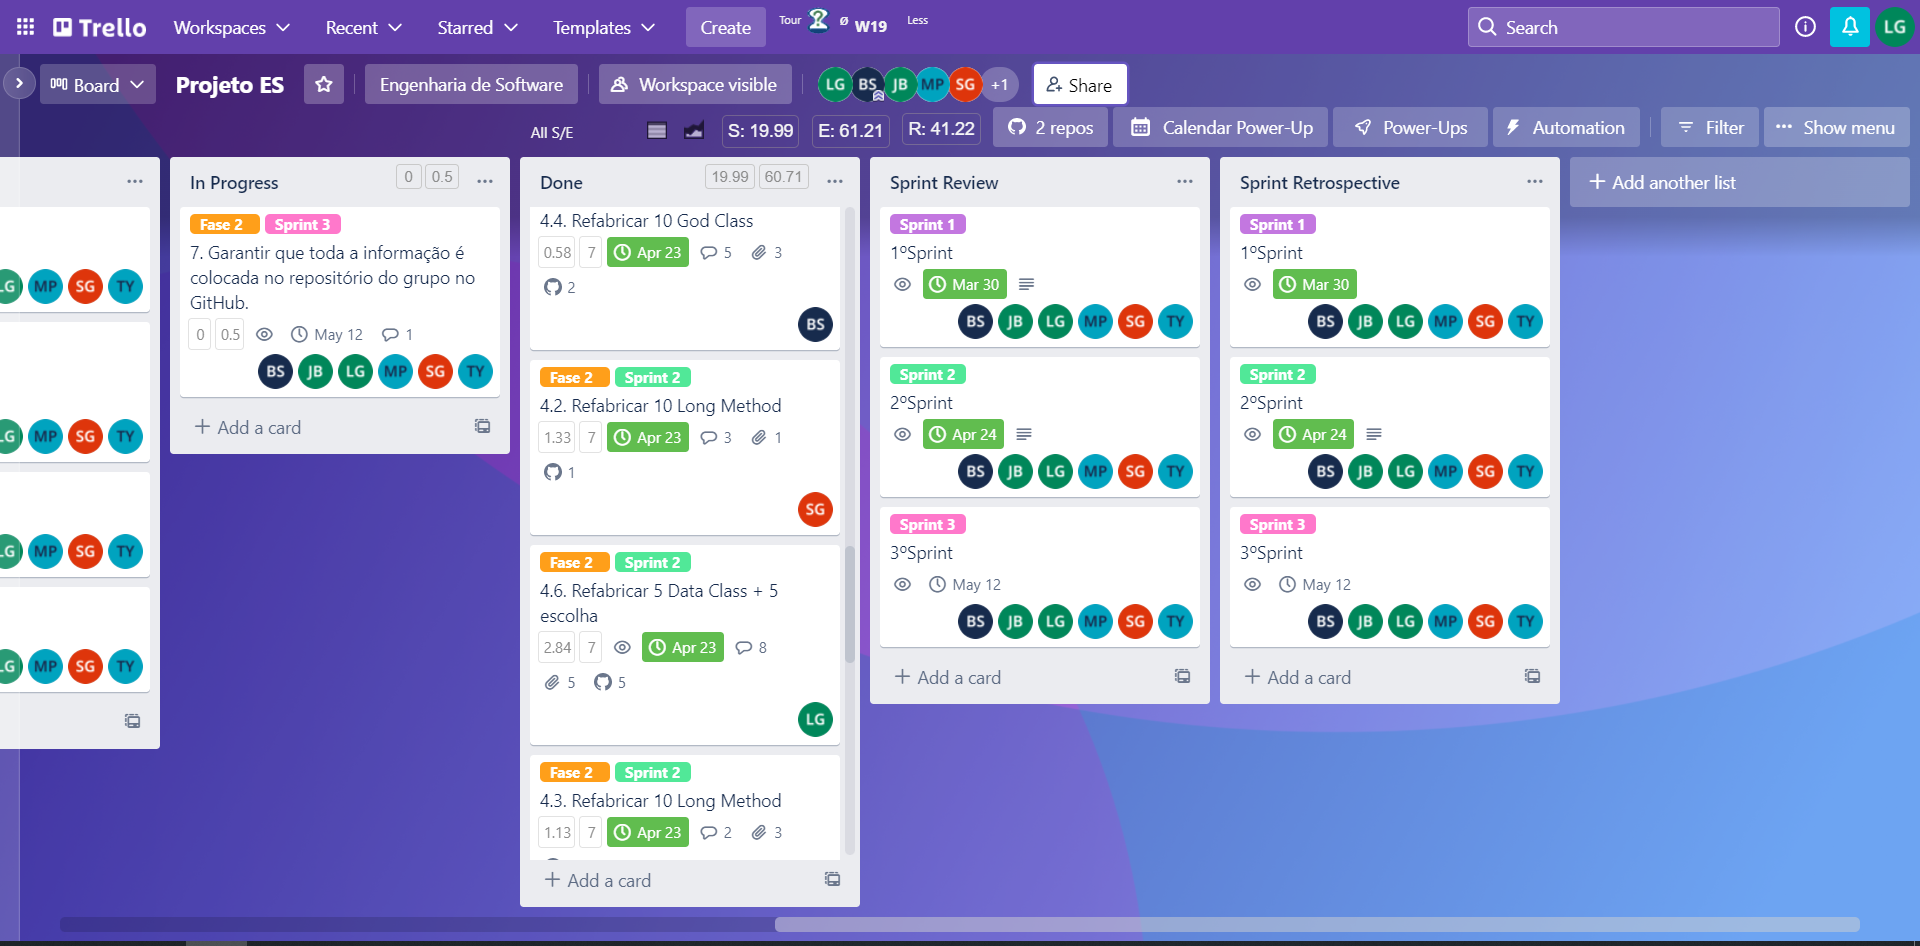 Trello Workspaces Recent Starred Templates Create Tour Ø W19 Less Search LG
Board Projeto ES Engenharia de Software Workspace visible LG BS JB MP SG +1 Share
All S/E S: 19.99 E: 61.21 R: 41.22 2 repos Calendar Power-Up Power-Ups Automation Filter Show menu
LG MP SG TY
LG MP SG TY
LG MP SG TY
LG MP SG TY
In Progress 0 0.5
Fase 2 Sprint 3
7. Garantir que toda a informação é
colocada no repositório do grupo no
GitHub.
0 0.5 May 12 1
BS JB LG MP SG TY
+ Add a card
Done 19.99 60.71
4.4. Refabricar 10 God Class
0.58 7 Apr 23 5 3
2
BS
Fase 2 Sprint 2
4.2. Refabricar 10 Long Method
1.33 7 Apr 23 3 1
1
SG
Fase 2 Sprint 2
4.6. Refabricar 5 Data Class + 5
escolha
2.84 7 Apr 23 8
5 5
LG
Fase 2 Sprint 2
4.3. Refabricar 10 Long Method
1.13 7 Apr 23 2 3
+ Add a card
Sprint Review
Sprint 1
1ºSprint
Mar 30
BS JB LG MP SG TY
Sprint 2
2ºSprint
Apr 24
BS JB LG MP SG TY
Sprint 3
3ºSprint
May 12
BS JB LG MP SG TY
+ Add a card
Sprint Retrospective
Sprint 1
1ºSprint
Mar 30
BS JB LG MP SG TY
Sprint 2
2ºSprint
Apr 24
BS JB LG MP SG TY
Sprint 3
3ºSprint
May 12
BS JB LG MP SG TY
+ Add a card
+ Add another list